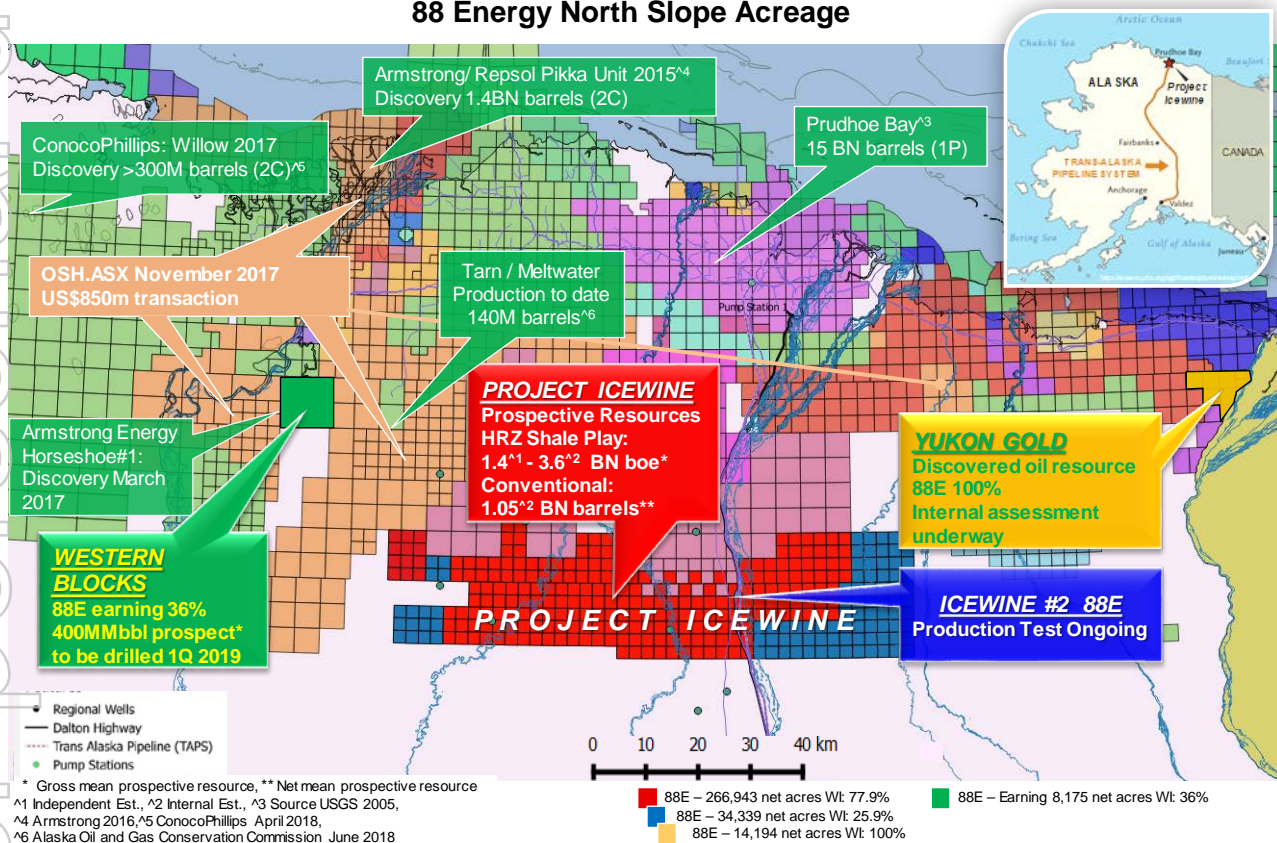 88 Energy North Slope Acreage
Arctic Ocean
Chukchi Sea
Prudhoe Bay
Beaufort
ALASKA
Project
Icewine
Fairbanks
CANADA
TRANS-ALASKA
PIPELINE SYSTEM
Anchorage
Valdez
Bering Sea
Gulf of Alaska
Juneau
Armstrong/ Repsol Pikka Unit 2015^4
Discovery 1.4BN barrels (2C)
Prudhoe Bay^3
15 BN barrels (1P)
ConocoPhillips: Willow 2017
Discovery >300M barrels (2C)^6
OSH.ASX November 2017
US$850m transaction
Tarn / Meltwater
Production to date
140M barrels^6
Pump Station 1
PROJECT ICEWINE
Prospective Resources
HRZ Shale Play:
1.4^1 - 3.6^2 BN boe*
Conventional:
1.05^2 BN barrels**
Armstrong Energy
Horseshoe#1:
Discovery March
2017
YUKON GOLD
Discovered oil resource
88E 100%
Internal assessment
underway
WESTERN
BLOCKS
88E earning 36%
400MMbbl prospect*
to be drilled 1Q 2019
ICEWINE #2 88E
Production Test Ongoing
PROJECT ICEWINE
Regional Wells
Dalton Highway
Trans Alaska Pipeline (TAPS)
Pump Stations
0 10 20 30 40 km
* Gross mean prospective resource, ** Net mean prospective resource
^1 Independent Est., ^2 Internal Est., ^3 Source USGS 2005,
^4 Armstrong 2016,^5 ConocoPhillips April 2018,
^6 Alaska Oil and Gas Conservation Commission June 2018
88E – 266,943 net acres WI: 77.9%
88E – 34,339 net acres WI: 25.9%
88E – 14,194 net acres WI: 100%
88E – Earning 8,175 net acres WI: 36%